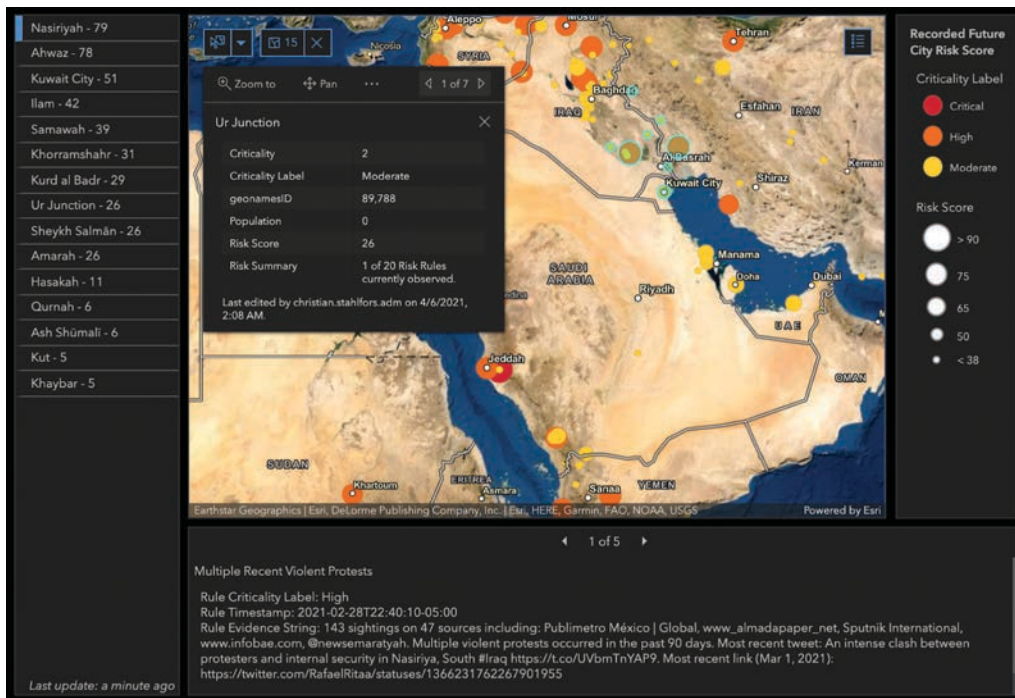 Nasiriyah - 79
Ahwaz - 78
Kuwait City - 51
Ilam - 42
Samawah - 39
Khorramshahr - 31
Kurd al Badr - 29
Ur Junction - 26
Sheykh Salmān - 26
Amarah - 26
Hasakah - 11
Qurnah - 6
Ash Shūmalī - 6
Kut - 5
Khaybar - 5
Last update: a minute ago
15
Zoom to
Pan
1 of 7
Ur Junction
Criticality 2
Criticality Label Moderate
geonamesID 89,788
Population 0
Risk Score 26
Risk Summary 1 of 20 Risk Rules
currently observed.
Last edited by christian.stahlfors.adm on 4/6/2021,
2:08 AM.
Aleppo
Mosul
Tehran
Nicosia
SYRIA
Baghdad
IRAQ
Esfahan
IRAN
Al Basrah
Kerman
Kuwait City
Shiraz
Manama
SAUDI
ARABIA
Doha
Dubai
Riyadh
UAE
Jeddah
OMAN
SUDAN
Khartoum
ERITREA
Asmara
Sanaa
YEMEN
Earthstar Geographics | Esri, DeLorme Publishing Company, Inc. | Esri, HERE, Garmin, FAO, NOAA, USGS
Powered by Esri
Recorded Future
City Risk Score
Criticality Label
Critical
High
Moderate
Risk Score
> 90
75
65
50
< 38
1 of 5
Multiple Recent Violent Protests
Rule Criticality Label: High
Rule Timestamp: 2021-02-28T22:40:10-05:00
Rule Evidence String: 143 sightings on 47 sources including: Publimetro México | Global, www_almadapaper_net, Sputnik International,
www.infobae.com, @newsemaratyah. Multiple violent protests occurred in the past 90 days. Most recent tweet: An intense clash between
protesters and internal security in Nasiriya, South #Iraq https://t.co/UVbmTnYAP9. Most recent link (Mar 1, 2021):
https://twitter.com/RafaelRitaa/statuses/1366231762267901955